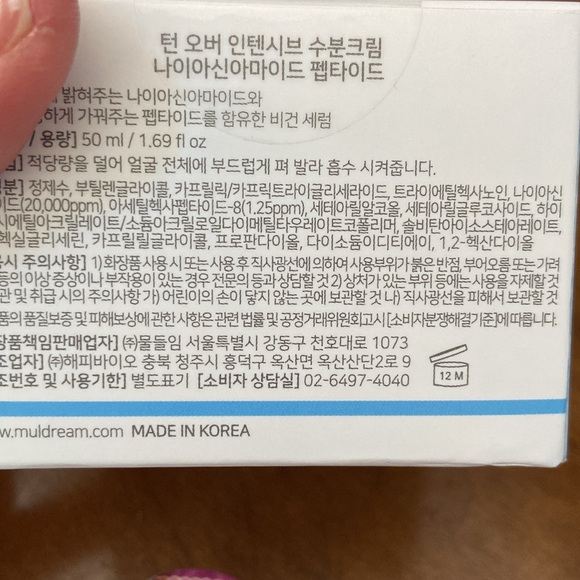 턴 오버 인텐시브 수분크림
나이아신아마이드 펩타이드
밝혀주는 나이아신아마이드와
하게 가꿔주는 펩타이드를 함유한 비건 세럼
/ 용량] 50 ml / 1.69 fl oz
적당량을 덜어 얼굴 전체에 부드럽게 펴 발라 흡수 시켜줍니다.
성분] 정제수, 부틸렌글라이콜, 카프릴릭/카프릭트라이글리세라이드, 트라이에틸헥사노인, 나이아신
이드(20,000ppm), 아세틸헥사펩타이드-8(1.25ppm), 세테아릴알코올, 세테아릴글루코사이드, 하이
시에틸아크릴레이트/소듐아크릴로일다이메틸타우레이트코폴리머, 솔비탄아이소스테아레이트,
헥실글리세린, 카프릴릴글라이콜, 프로판다이올, 다이소듐이디티에이, 1,2-헥산다이올
시 주의사항] 1)화장품 사용 시 또는 사용 후 직사광선에 의하여 사용부위가 붉은 반점, 부어오름 또는 가려
등의 이상 증상이나 부작용이 있는 경우 전문의 등과 상담할 것 2)상처가 있는 부위 등에는 사용을 자제할 것
관 및 취급 시의 주의사항 가) 어린이의 손이 닿지 않는 곳에 보관할 것 나) 직사광선을 피해서 보관할 것
품의 품질보증 및 피해보상에 관한 사항은 관련 법률 및 공정거래위원회고시 [소비자분쟁해결기준]에 따릅니다.
장품책임판매업자] ㈜물들임 서울특별시 강동구 천호대로 1073
조업자] ㈜해피바이오 충북 청주시 흥덕구 옥산면 옥산산단2로 9
조번호 및 사용기한] 별도표기 [소비자 상담실] 02-6497-4040
12 M
w.muldream.com MADE IN KOREA